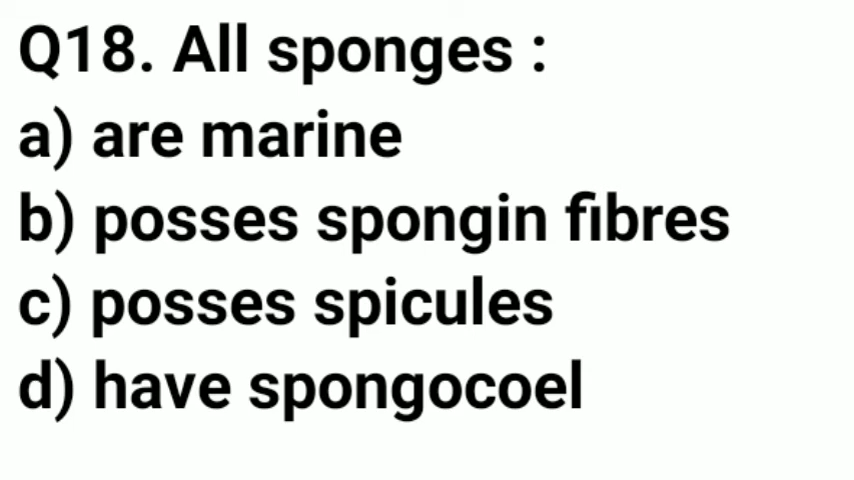 Q18. All sponges :
a) are marine
b) posses spongin fibres
c) posses spicules
d) have spongocoel